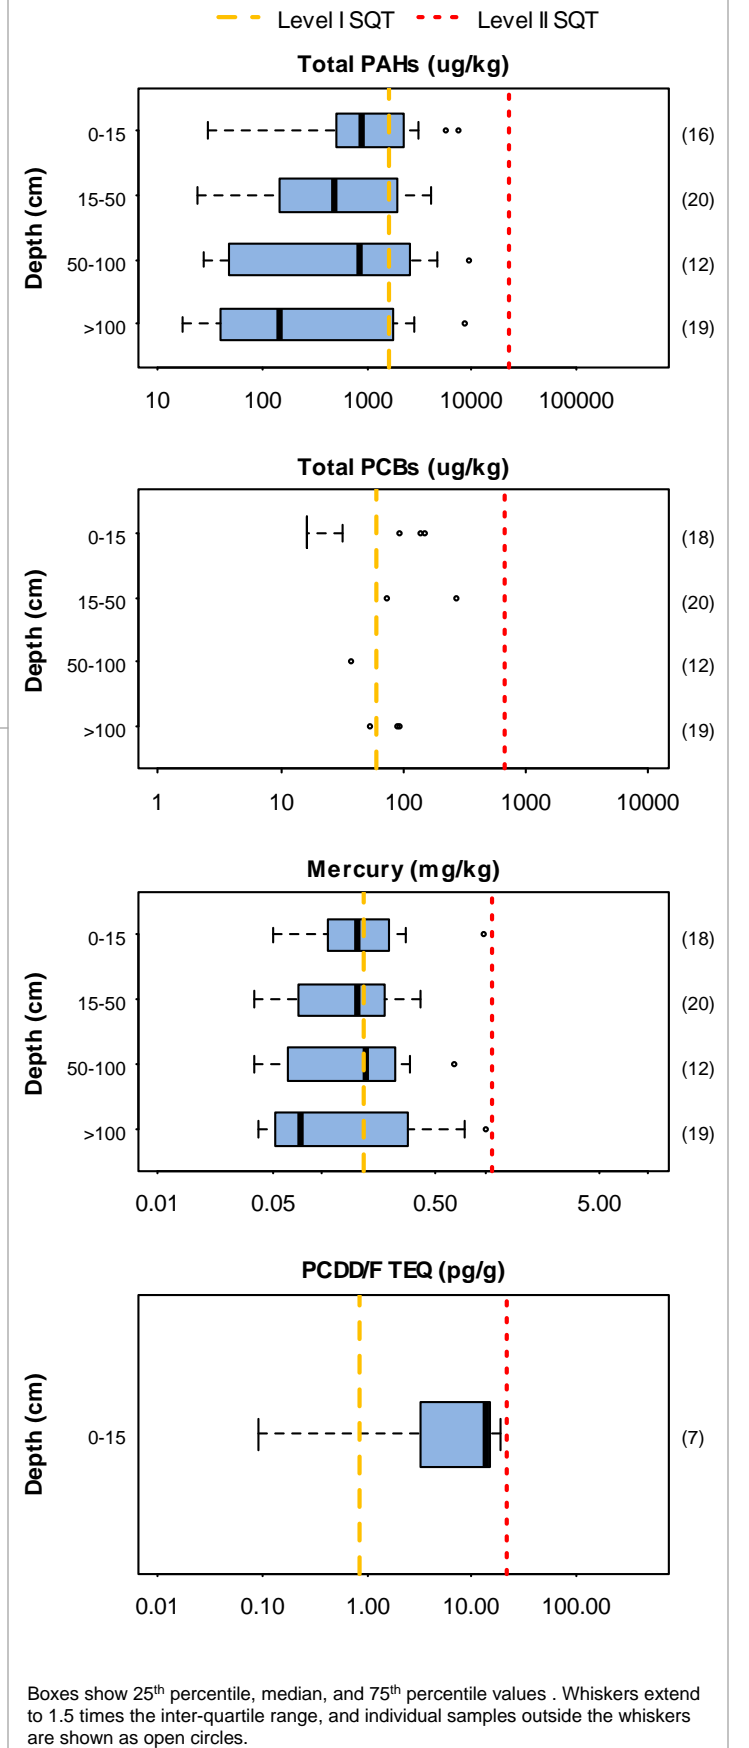 Level I SQT Level II SQT
Total PAHs (ug/kg)
Depth (cm)
0-15 (16)
15-50 (20)
50-100 (12)
>100 (19)
10 100 1000 10000 100000
Total PCBs (ug/kg)
Depth (cm)
0-15 (18)
15-50 (20)
50-100 (12)
>100 (19)
1 10 100 1000 10000
Mercury (mg/kg)
Depth (cm)
0-15 (18)
15-50 (20)
50-100 (12)
>100 (19)
0.01 0.05 0.50 5.00
PCDD/F TEQ (pg/g)
Depth (cm)
0-15 (7)
0.01 0.10 1.00 10.00 100.00
Boxes show 25th percentile, median, and 75th percentile values . Whiskers extend
to 1.5 times the inter-quartile range, and individual samples outside the whiskers
are shown as open circles.